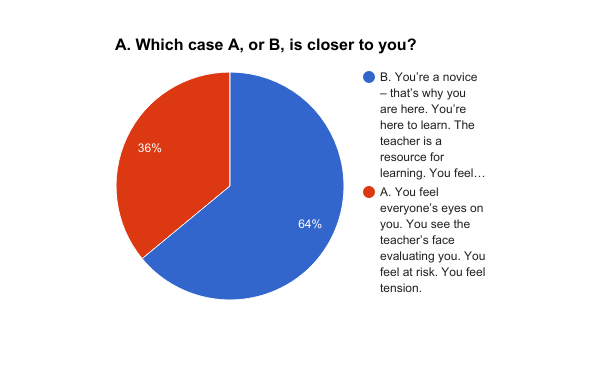 A. Which case A, or B, is closer to you?
36%
64%
B. You're a novice
– that's why you
are here. You're
here to learn. The
teacher is a
resource for
learning. You feel…
A. You feel
everyone's eyes on
you. You see the
teacher's face
evaluating you. You
feel at risk. You feel
tension.